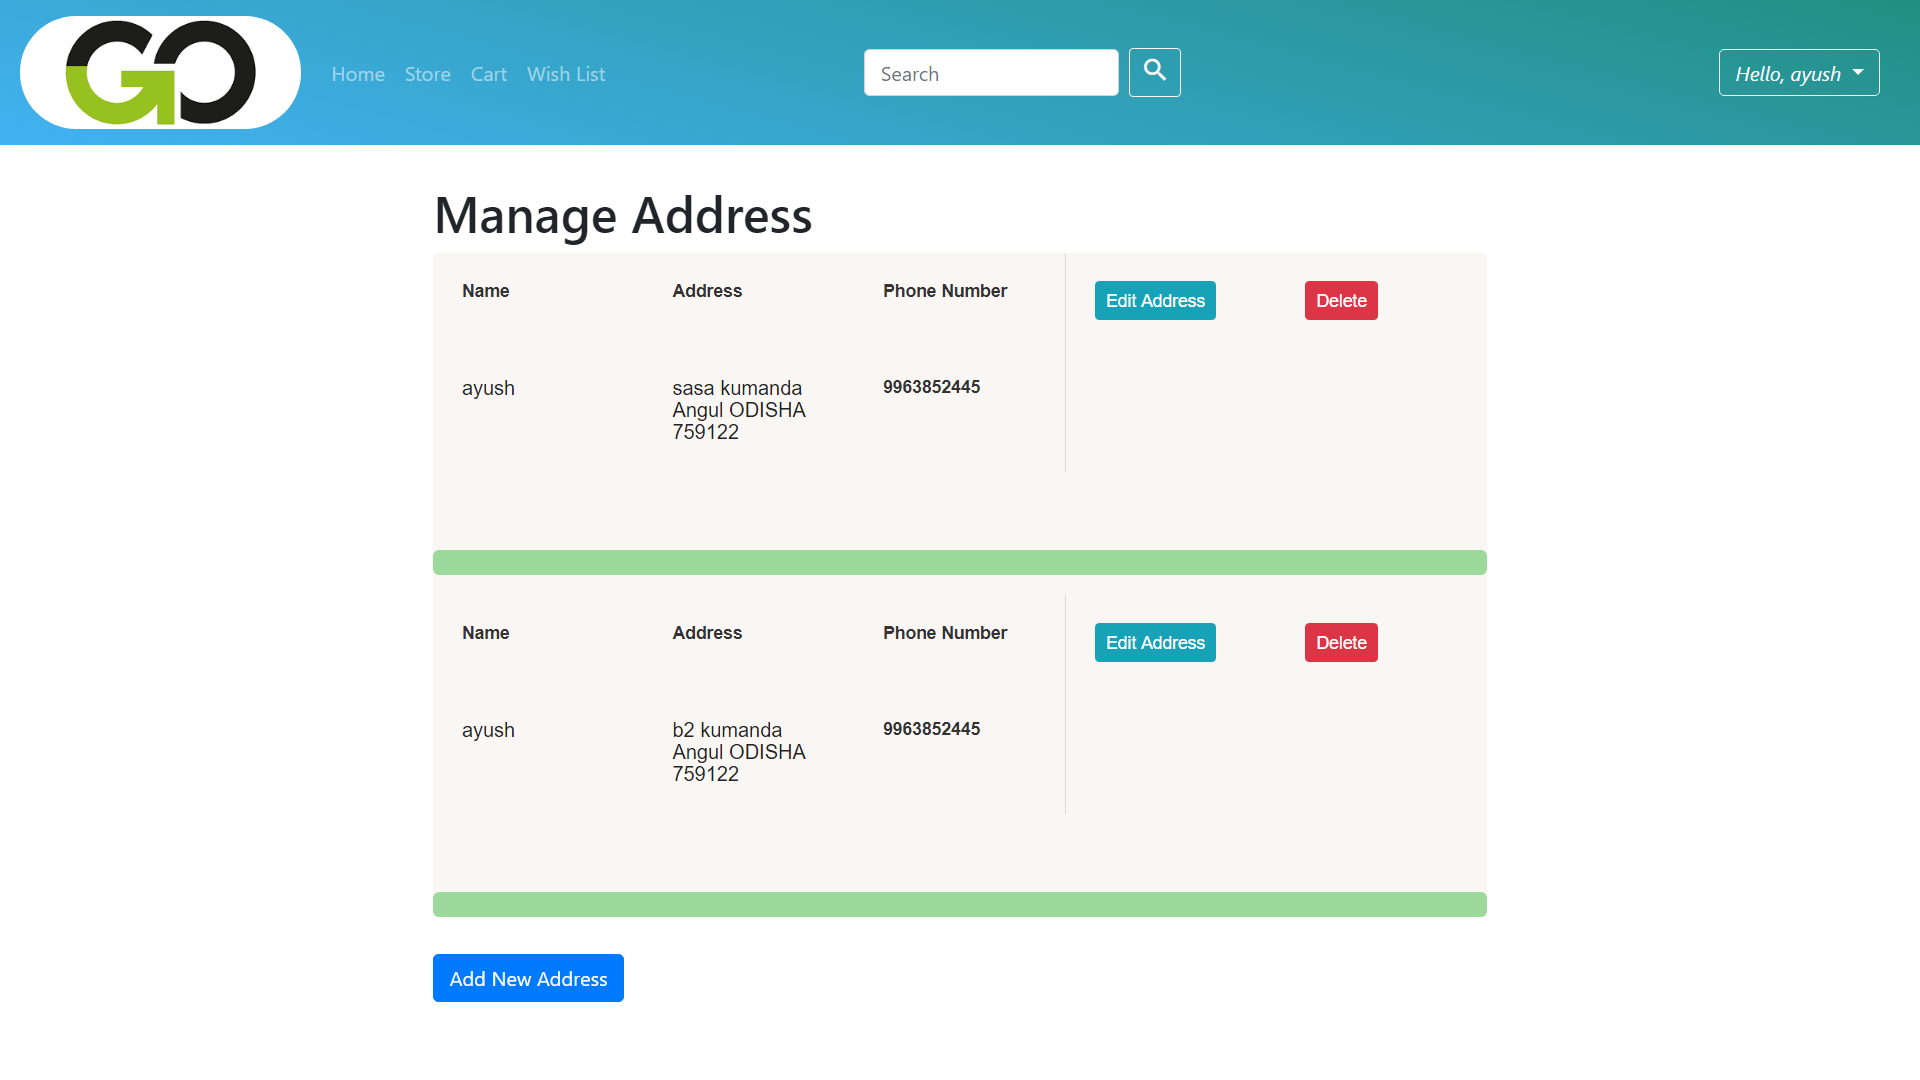 GO
Home Store Cart Wish List Search Hello, ayush
Manage Address
Name Address Phone Number Edit Address Delete
ayush sasa kumanda 9963852445
Angul ODISHA
759122
Name Address Phone Number Edit Address Delete
ayush b2 kumanda 9963852445
Angul ODISHA
759122
Add New Address